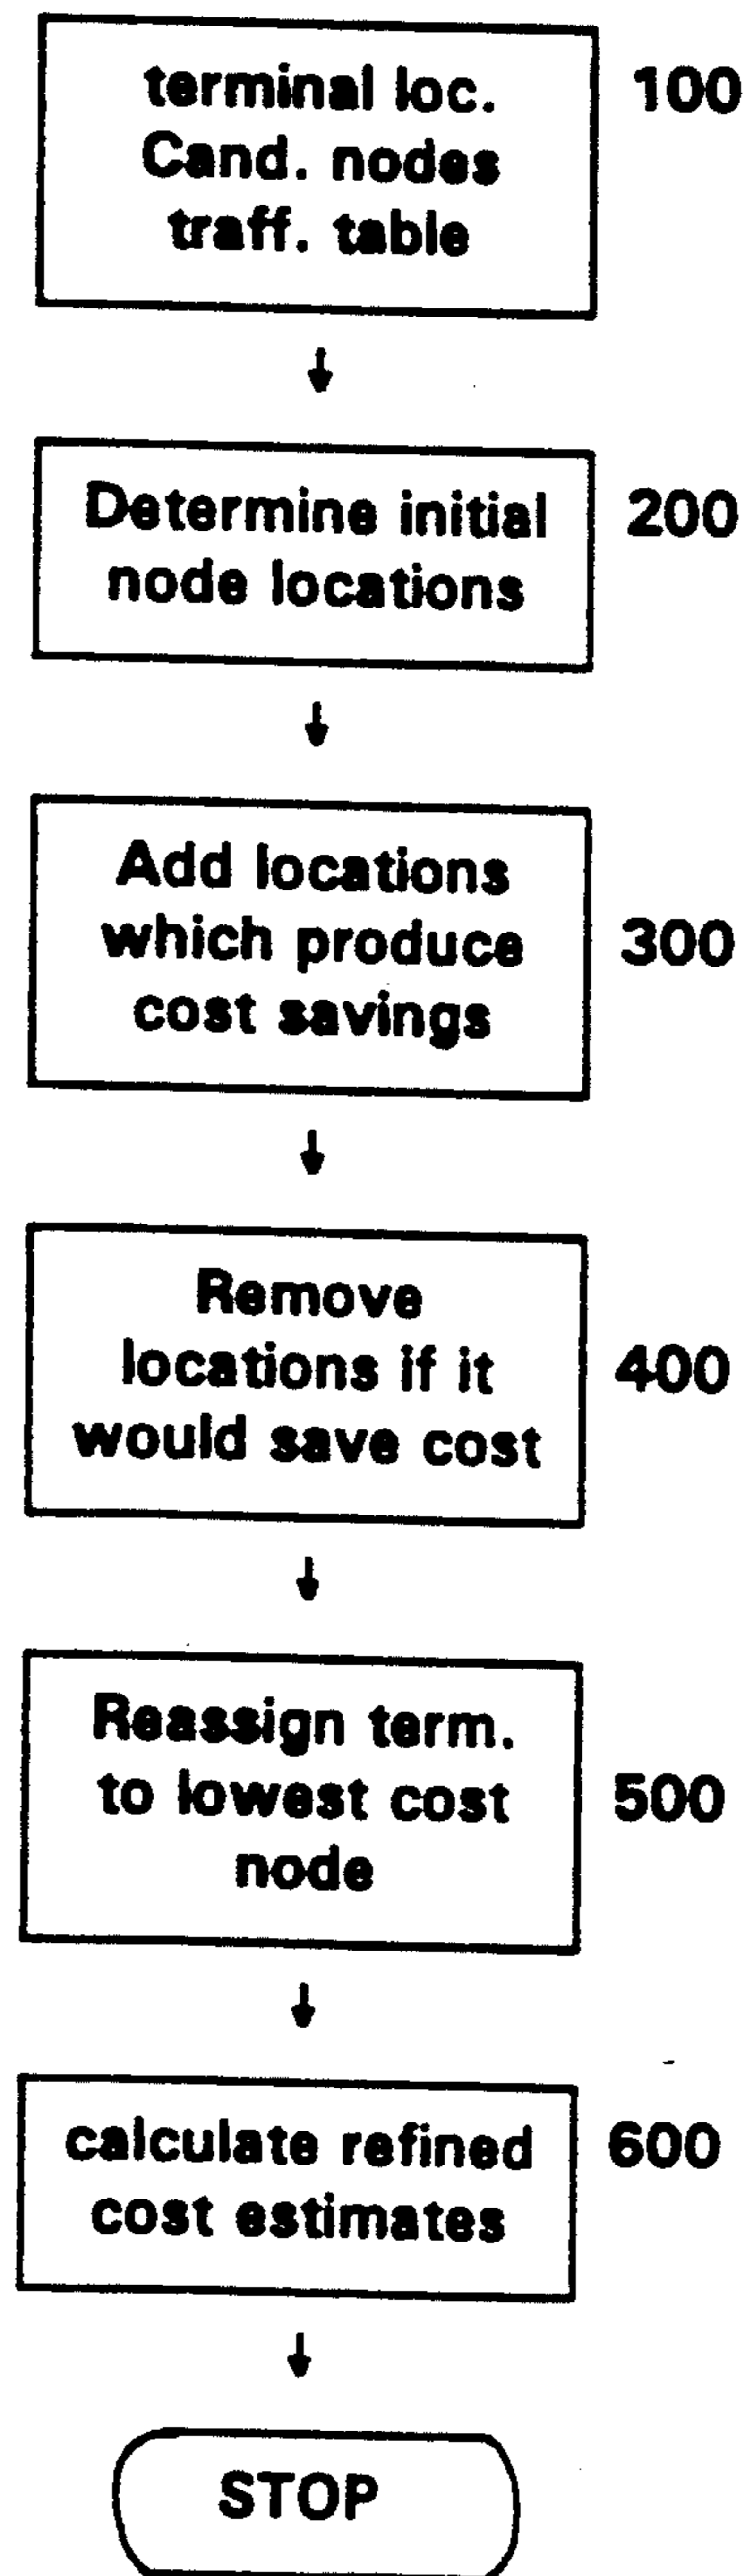 terminal loc.
Cand. nodes
traff. table
100
Determine initial
node locations
200
Add locations
which produce
cost savings
300
Remove
locations if it
would save cost
400
Reassign term.
to lowest cost
node
500
calculate refined
cost estimates
600
STOP